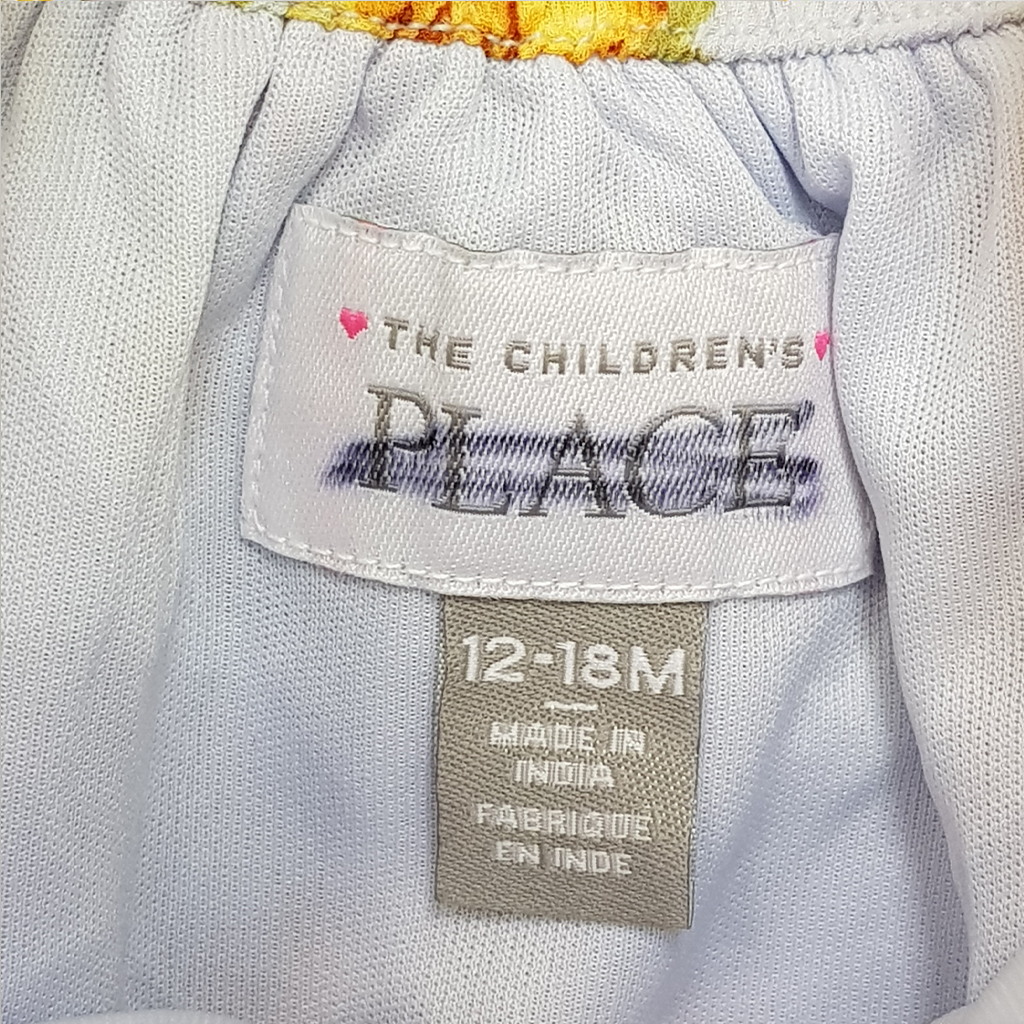 THE CHILDREN'S
PLACE
12-18M
MADE IN
INDIA
FABRIQUE
EN INDE